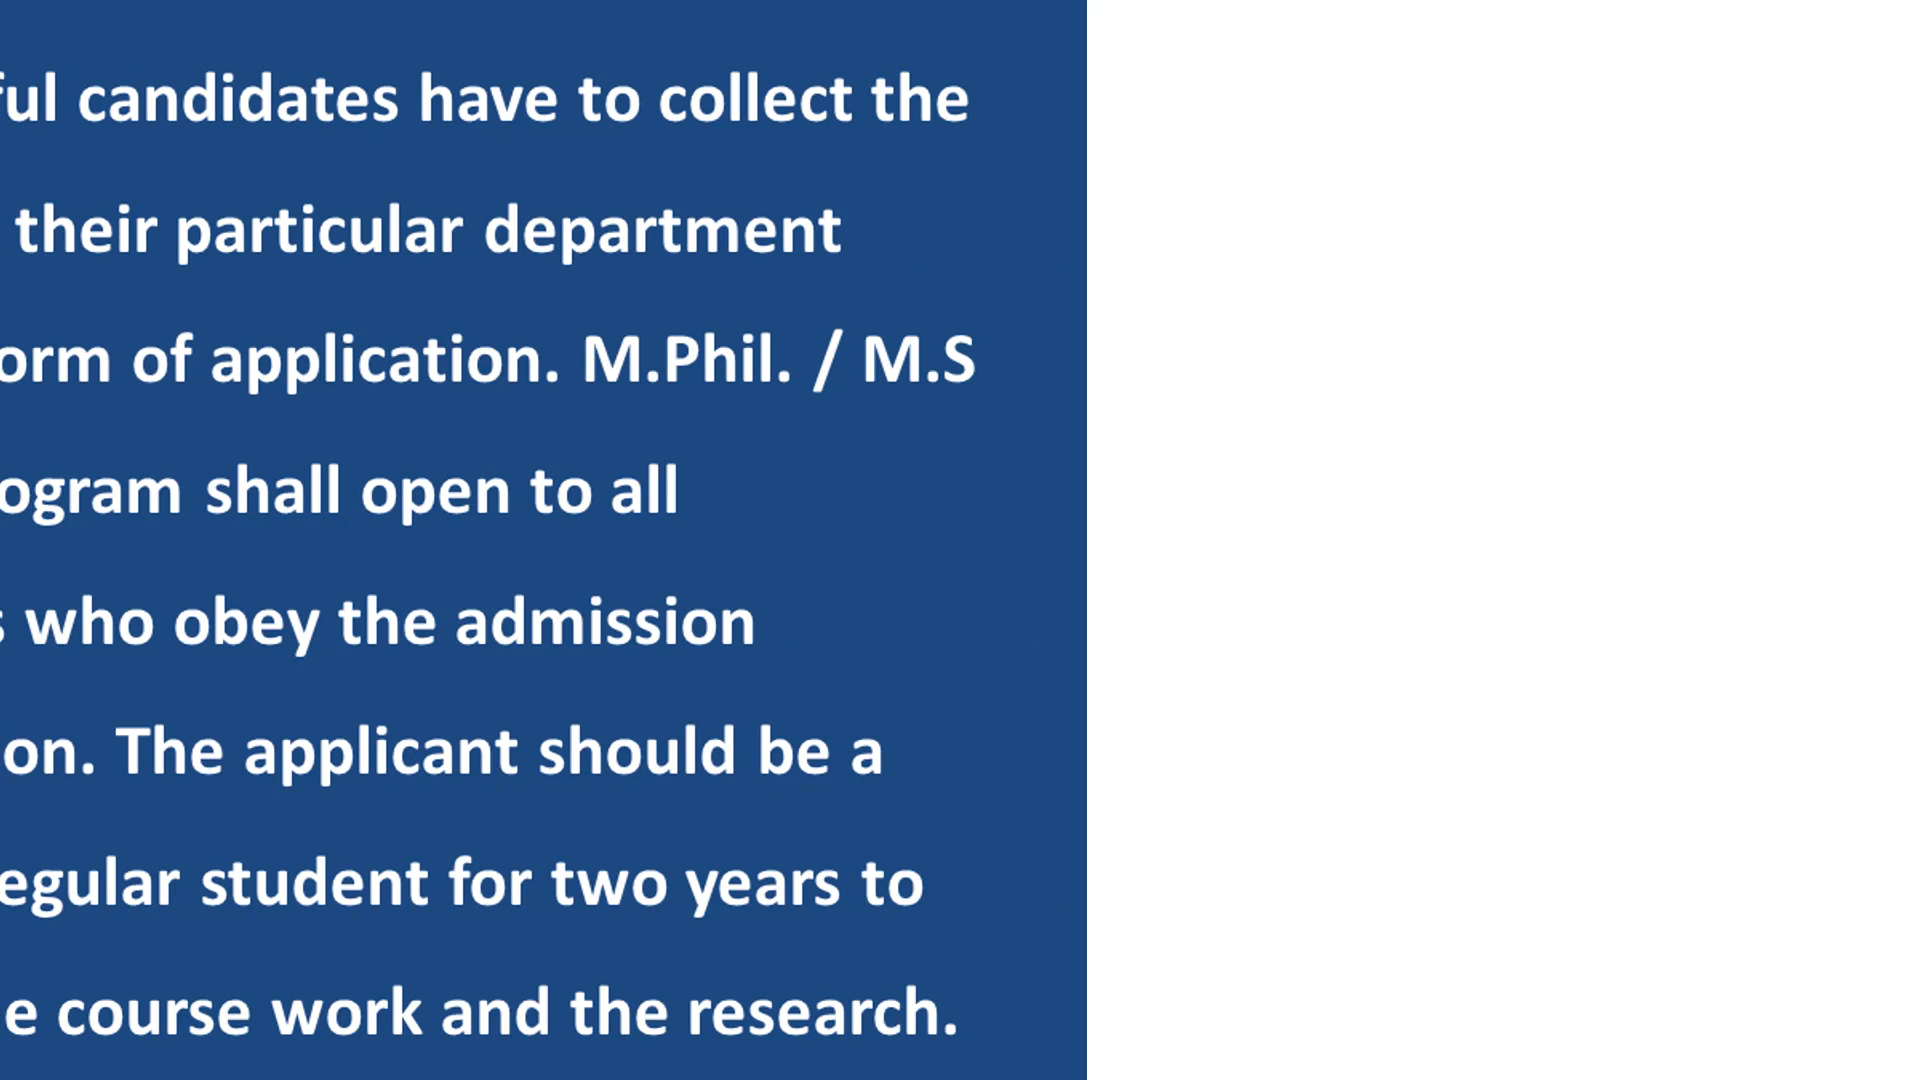 ful candidates have to collect the
their particular department
orm of application. M.Phil. / M.S
ogram shall open to all
s who obey the admission
on. The applicant should be a
egular student for two years to
e course work and the research.